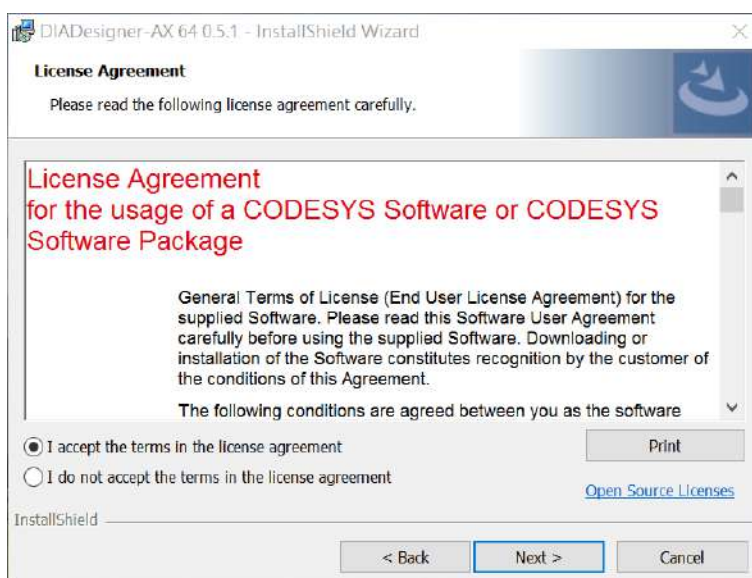 DIADesigner-AX 64 0.5.1 - InstallShield Wizard
License Agreement
Please read the following license agreement carefully.
License Agreement
for the usage of a CODESYS Software or CODESYS
Software Package
General Terms of License (End User License Agreement) for the
supplied Software. Please read this Software User Agreement
carefully before using the supplied Software. Downloading or
installation of the Software constitutes recognition by the customer of
the conditions of this Agreement.
The following conditions are agreed between you as the software
I accept the terms in the license agreement
Print
I do not accept the terms in the license agreement
Open Source Licenses
InstallShield
< Back
Next >
Cancel